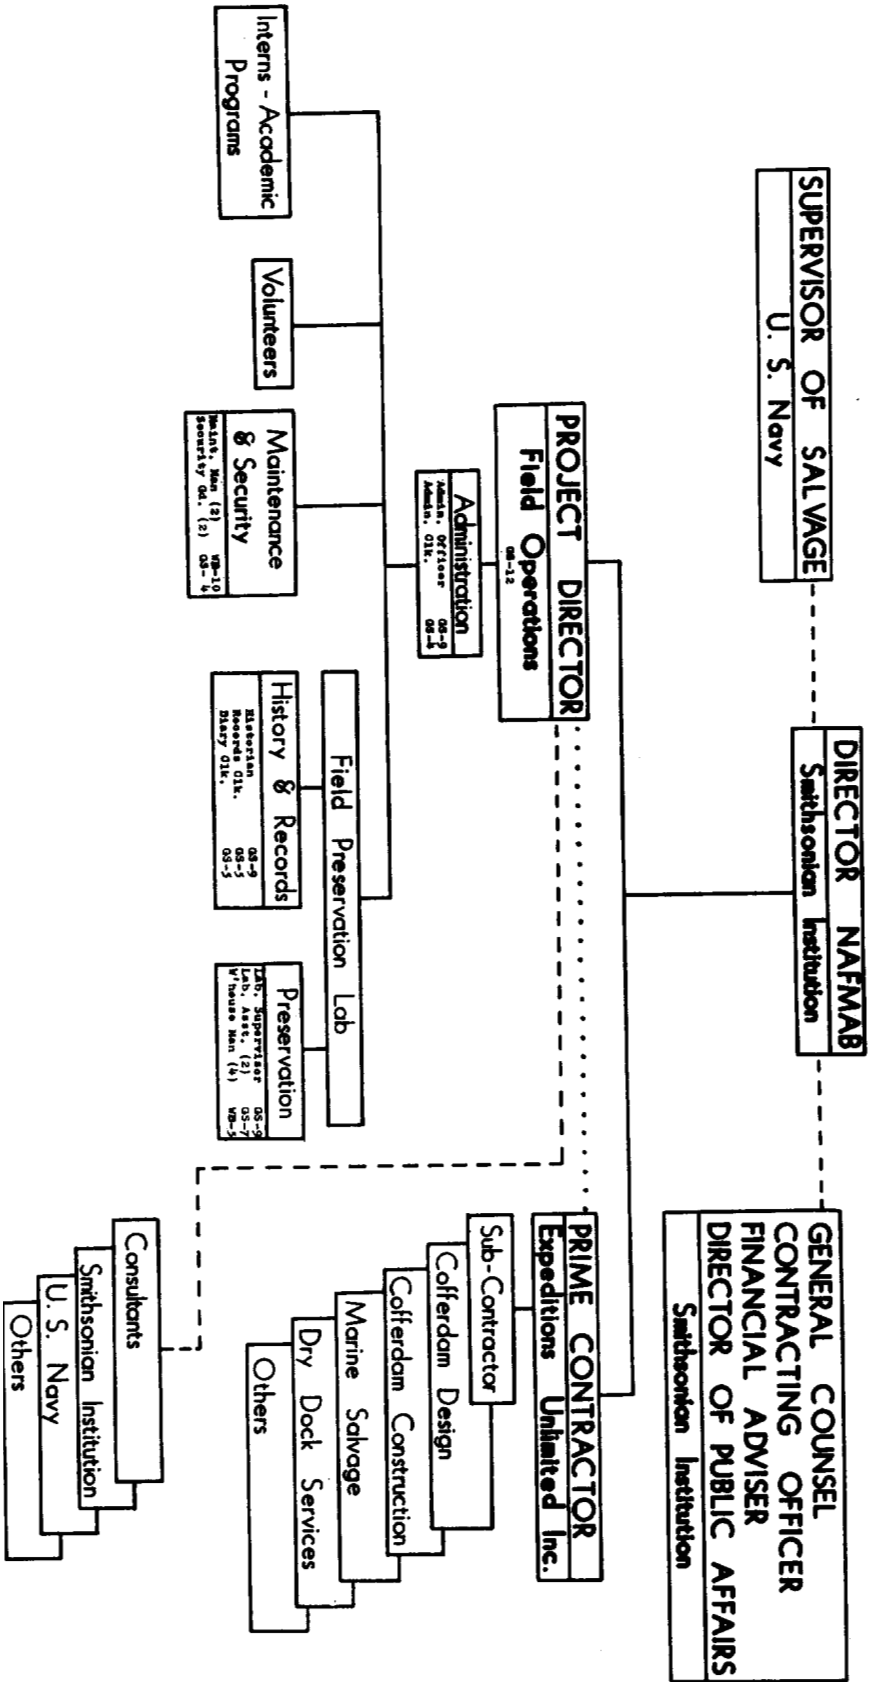 SUPERVISOR OF SALVAGE
U. S. Navy
DIRECTOR NAFMAB
Smithsonian Institution
GENERAL COUNSEL
CONTRACTING OFFICER
FINANCIAL ADVISER
DIRECTOR OF PUBLIC AFFAIRS
Smithsonian Institution
PROJECT DIRECTOR
Field Operations
GS-12
Administration
Admin. Officer GS-9
Admin. Clk. GS-4
PRIME CONTRACTOR
Expeditions Unlimited Inc.
Sub-Contractor
Cofferdam Design
Cofferdam Construction
Marine Salvage
Dry Dock Services
Others
Interns - Academic
Programs
Volunteers
Maintenance
& Security
Maint. Man (2) WB-10
Security Gd. (2) GS-4
Field Preservation Lab
History & Records
Historian GS-9
Records Clk. GS-5
Diary Clk. GS-5
Preservation
Lab. Supervisor GS-9
Lab. Asst. (2) GS-7
W'house Man (4) WB-5
Consultants
Smithsonian Institution
U. S. Navy
Others